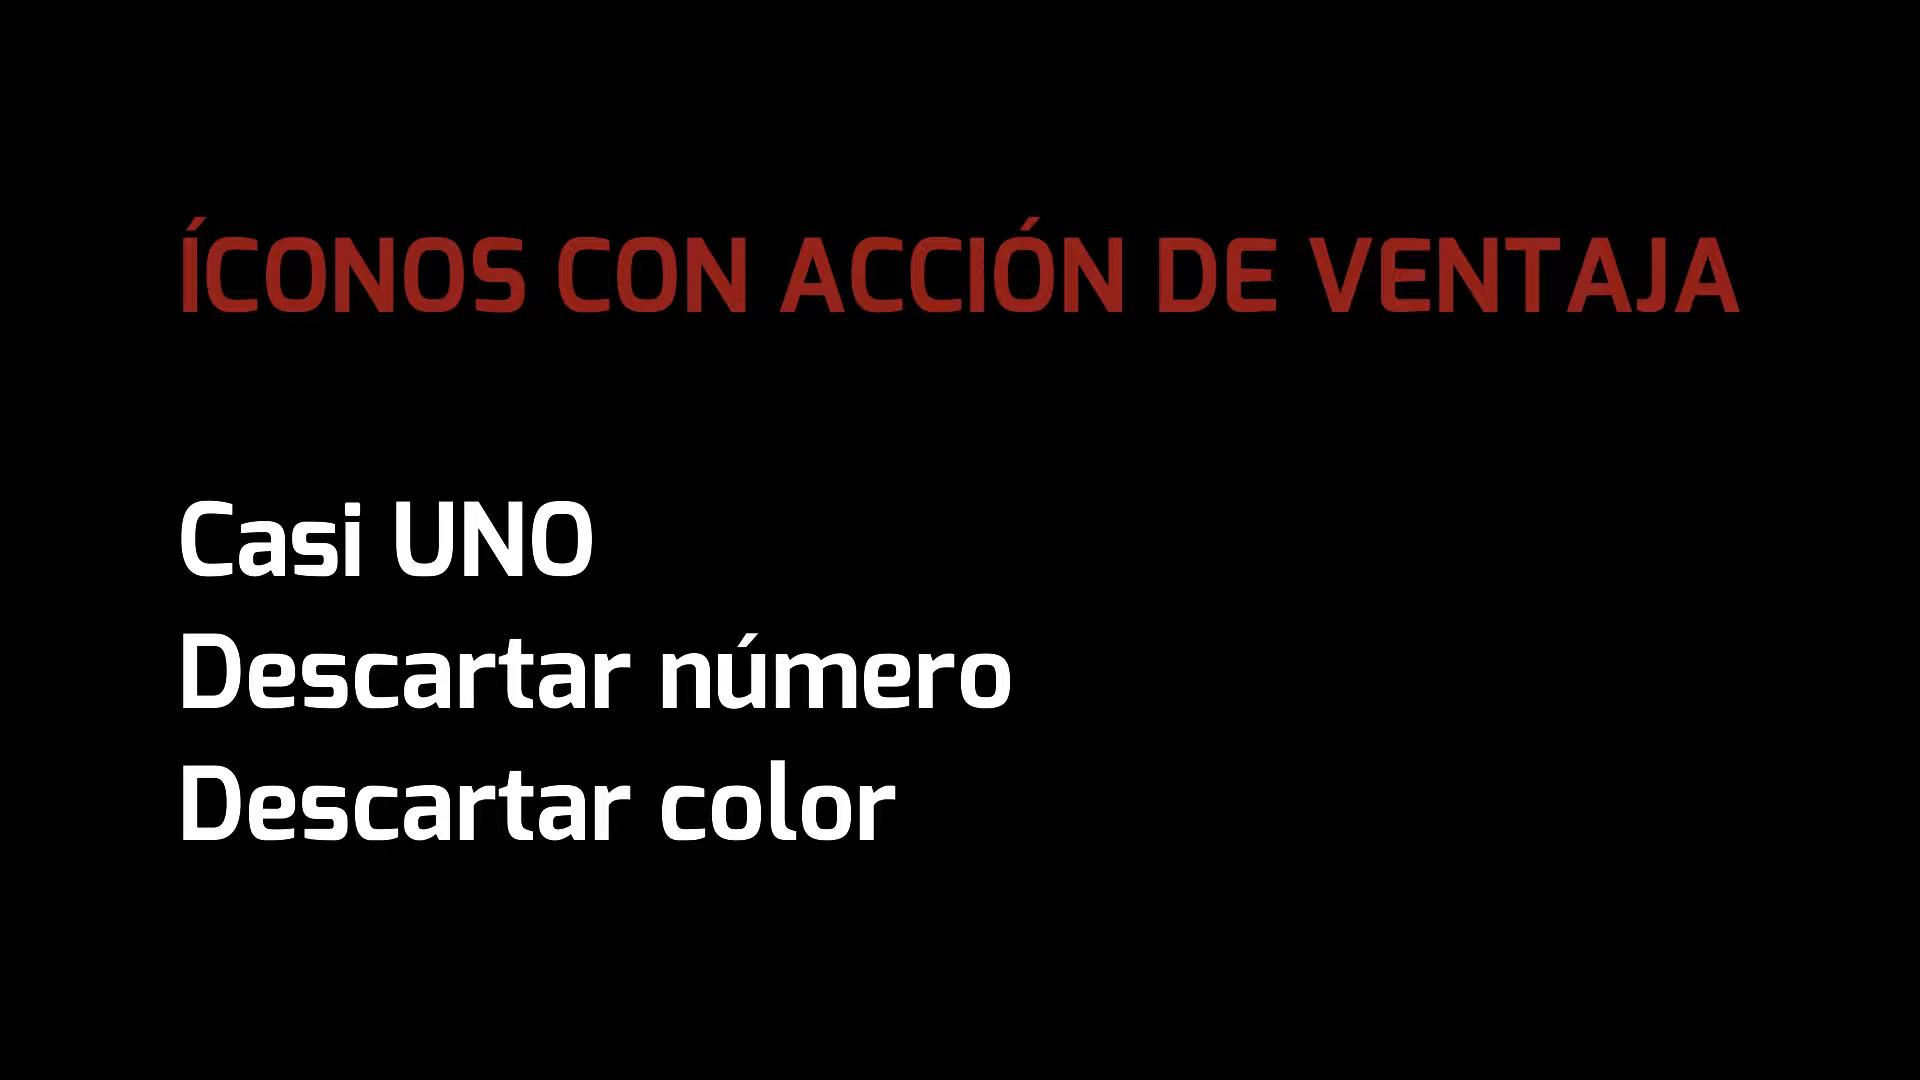 ÍCONOS CON ACCIÓN DE VENTAJA
Casi UNO
Descartar número
Descartar color